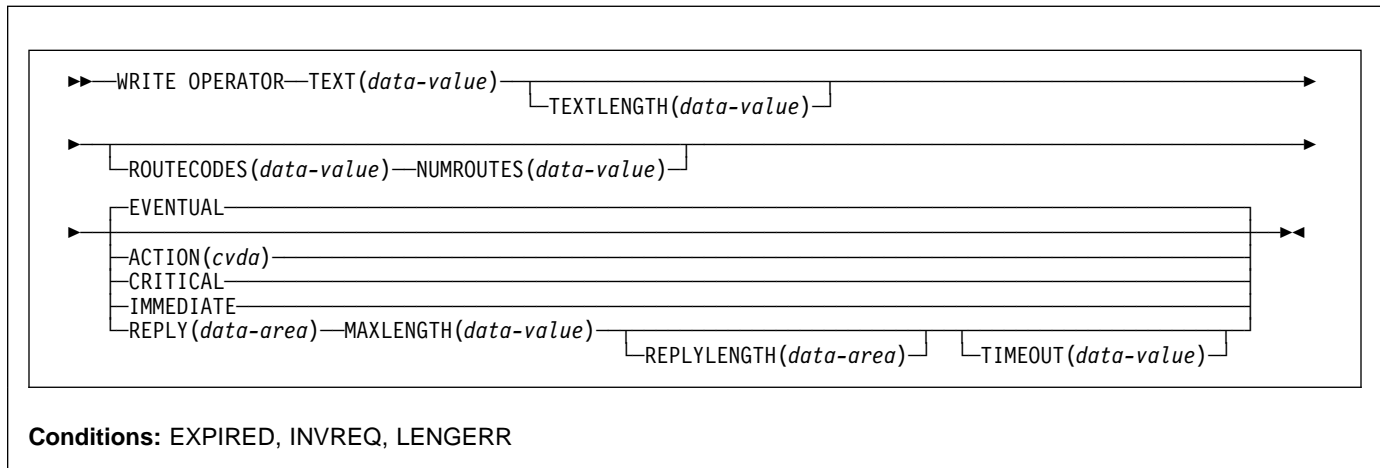 WRITE OPERATOR TEXT(data-value)
TEXTLENGTH(data-value)
ROUTECODES(data-value) NUMROUTES(data-value)
EVENTUAL
ACTION(cvda)
CRITICAL
IMMEDIATE
REPLY(data-area) MAXLENGTH(data-value)
REPLYLENGTH(data-area) TIMEOUT(data-value)
Conditions: EXPIRED, INVREQ, LENGERR